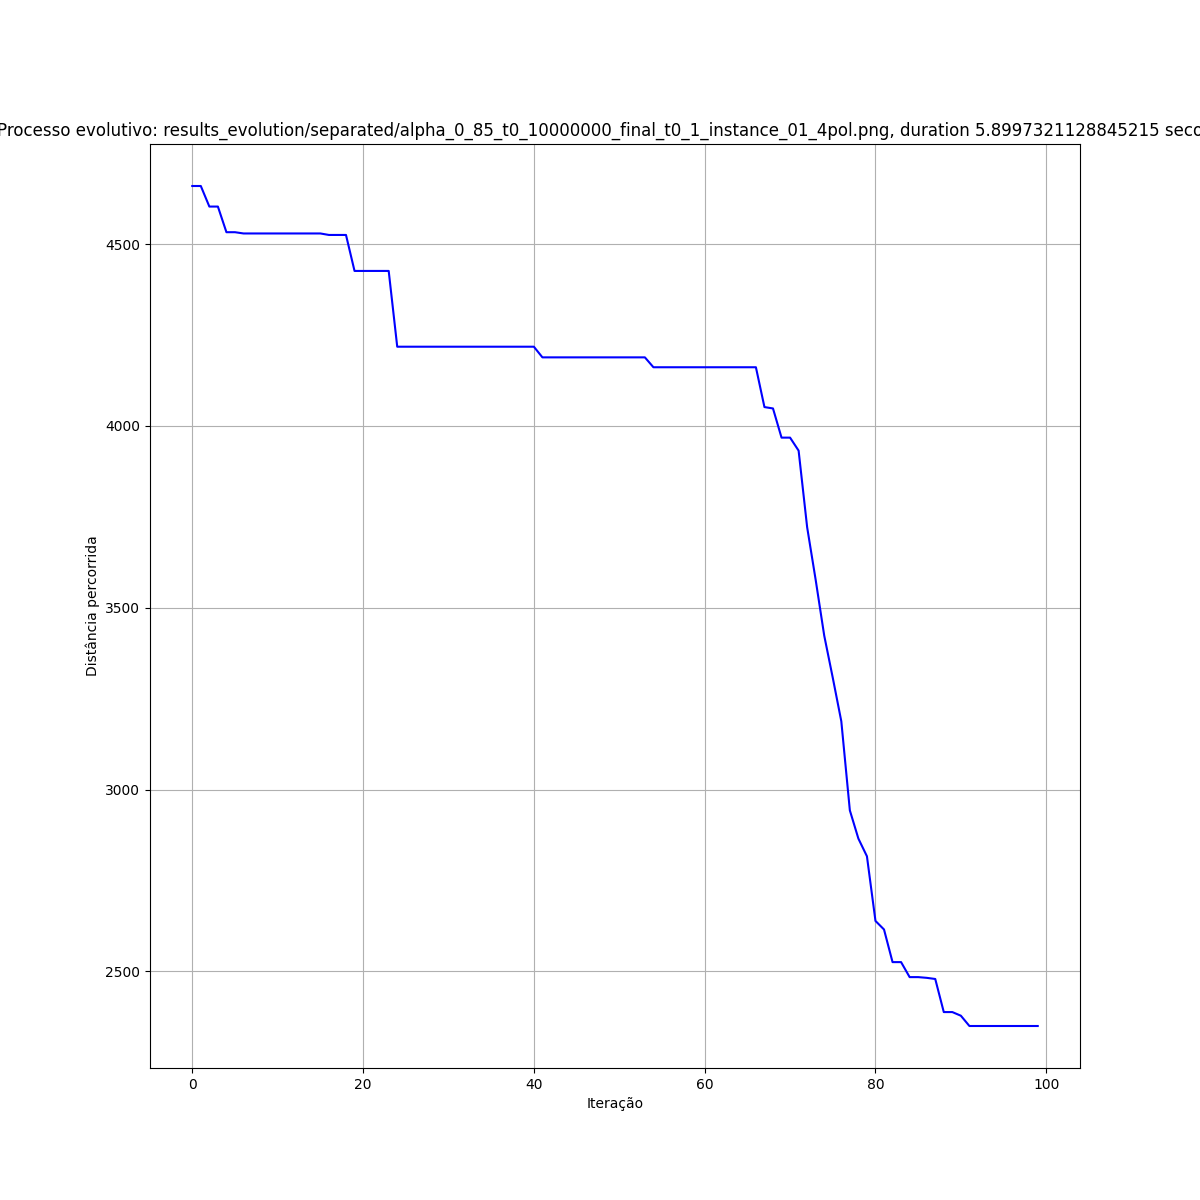 Processo evolutivo: results_evolution/separated/alpha_0_85_t0_10000000_final_t0_1_instance_01_4pol.png, duration 5.8997321128845215 seco
4500
4000
3500
3000
2500
Distância percorrida
0 20 40 60 80 100
Iteração